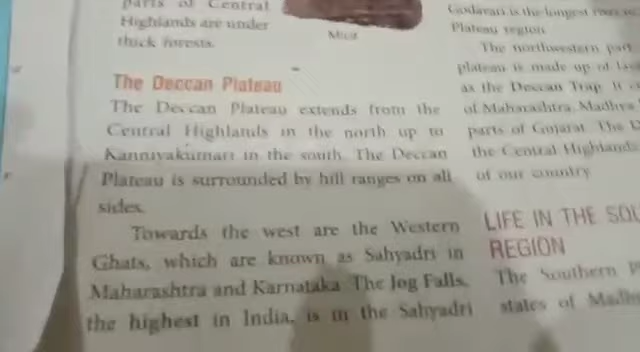 parts of Central
Highlands are under
thick forests.
Mica
The Deccan Plateau
The Deccan Plateau extends from the
Central Highlands in the north up to
Kanniyakumari in the south. The Deccan
Plateau is surrounded by hill ranges on all
sides.
Towards the west are the Western
Ghats, which are known as Sahyadri in
Maharashtra and Karnataka. The Jog Falls,
the highest in India, is in the Sahyadri
Godavari is the longest
Plateau region.
The northwestern part
plateau is made up of
as the Deccan Trap. It
of Maharashtra, Madhya
parts of Gujarat. The
the Central Highlands
of our country.
LIFE IN THE
REGION
The Southern
states of